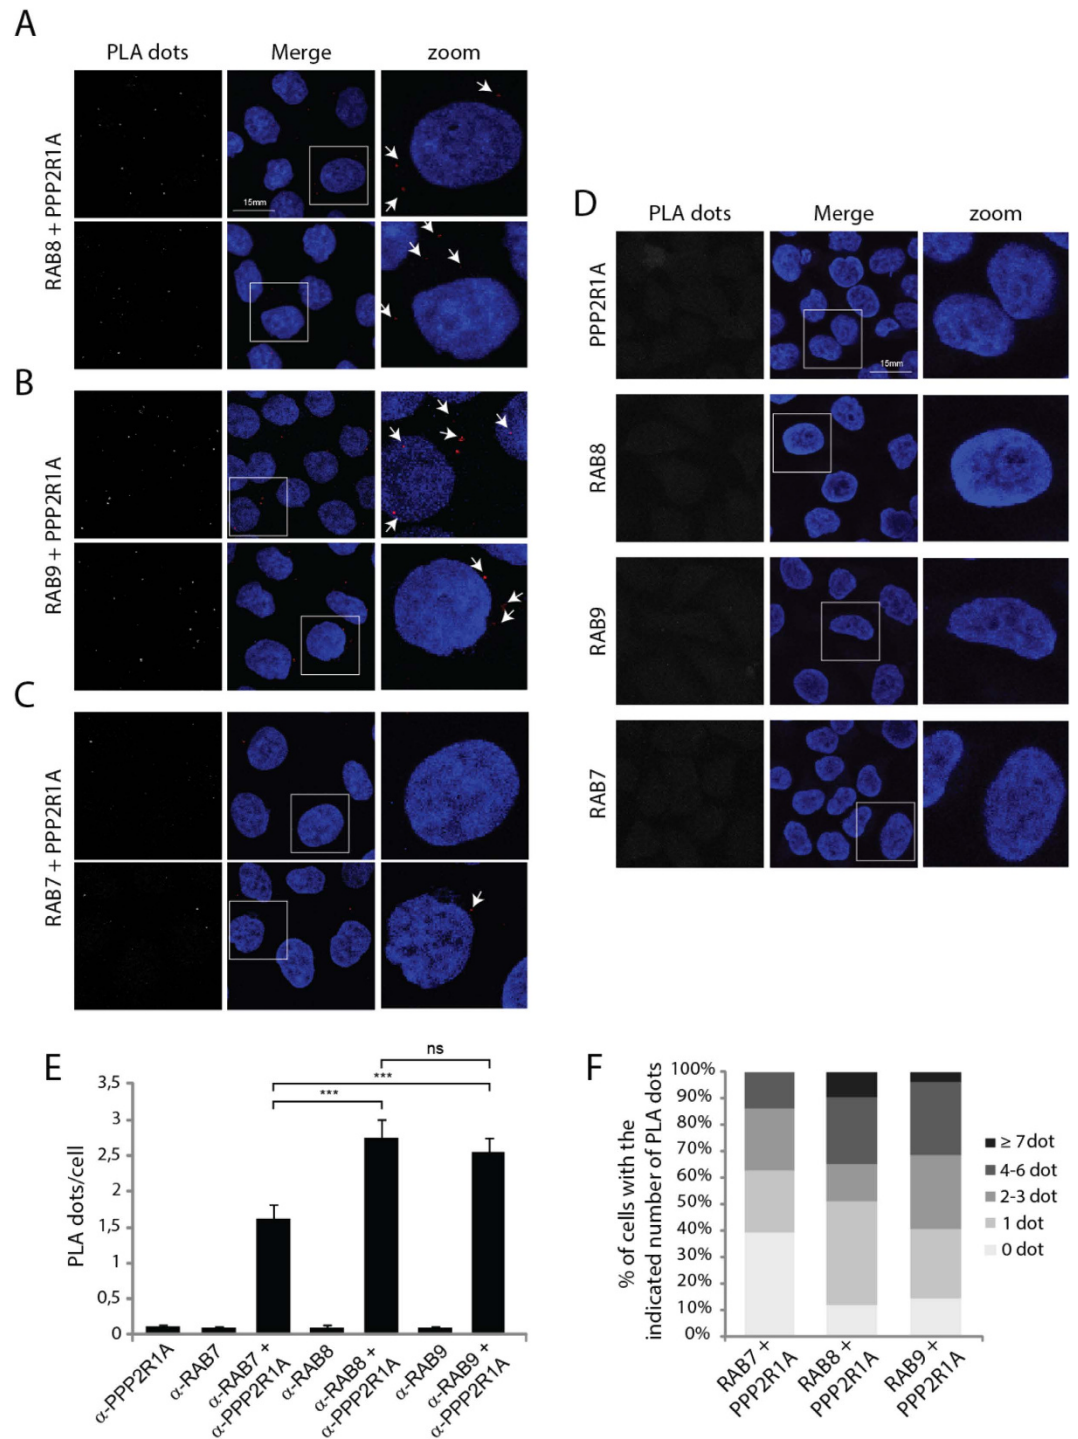 A
PLA dots Merge zoom
RAB8 + PPP2R1A
15mm
B
RAB9 + PPP2R1A
C
RAB7 + PPP2R1A
D
PLA dots Merge zoom
PPP2R1A
15mm
RAB8
RAB9
RAB7
E
PLA dots/cell
3,5
3
2,5
2
1,5
1
0,5
0
ns
***
***
α-PPP2R1A
α-RAB7
α-RAB7 +
α-PPP2R1A
α-RAB8
α-RAB8 +
α-PPP2R1A
α-RAB9
α-RAB9 +
α-PPP2R1A
F
% of cells with the
indicated number of PLA dots
100%
90%
80%
70%
60%
50%
40%
30%
20%
10%
0%
≥ 7 dot
4-6 dot
2-3 dot
1 dot
0 dot
RAB7 +
PPP2R1A
RAB8 +
PPP2R1A
RAB9 +
PPP2R1A